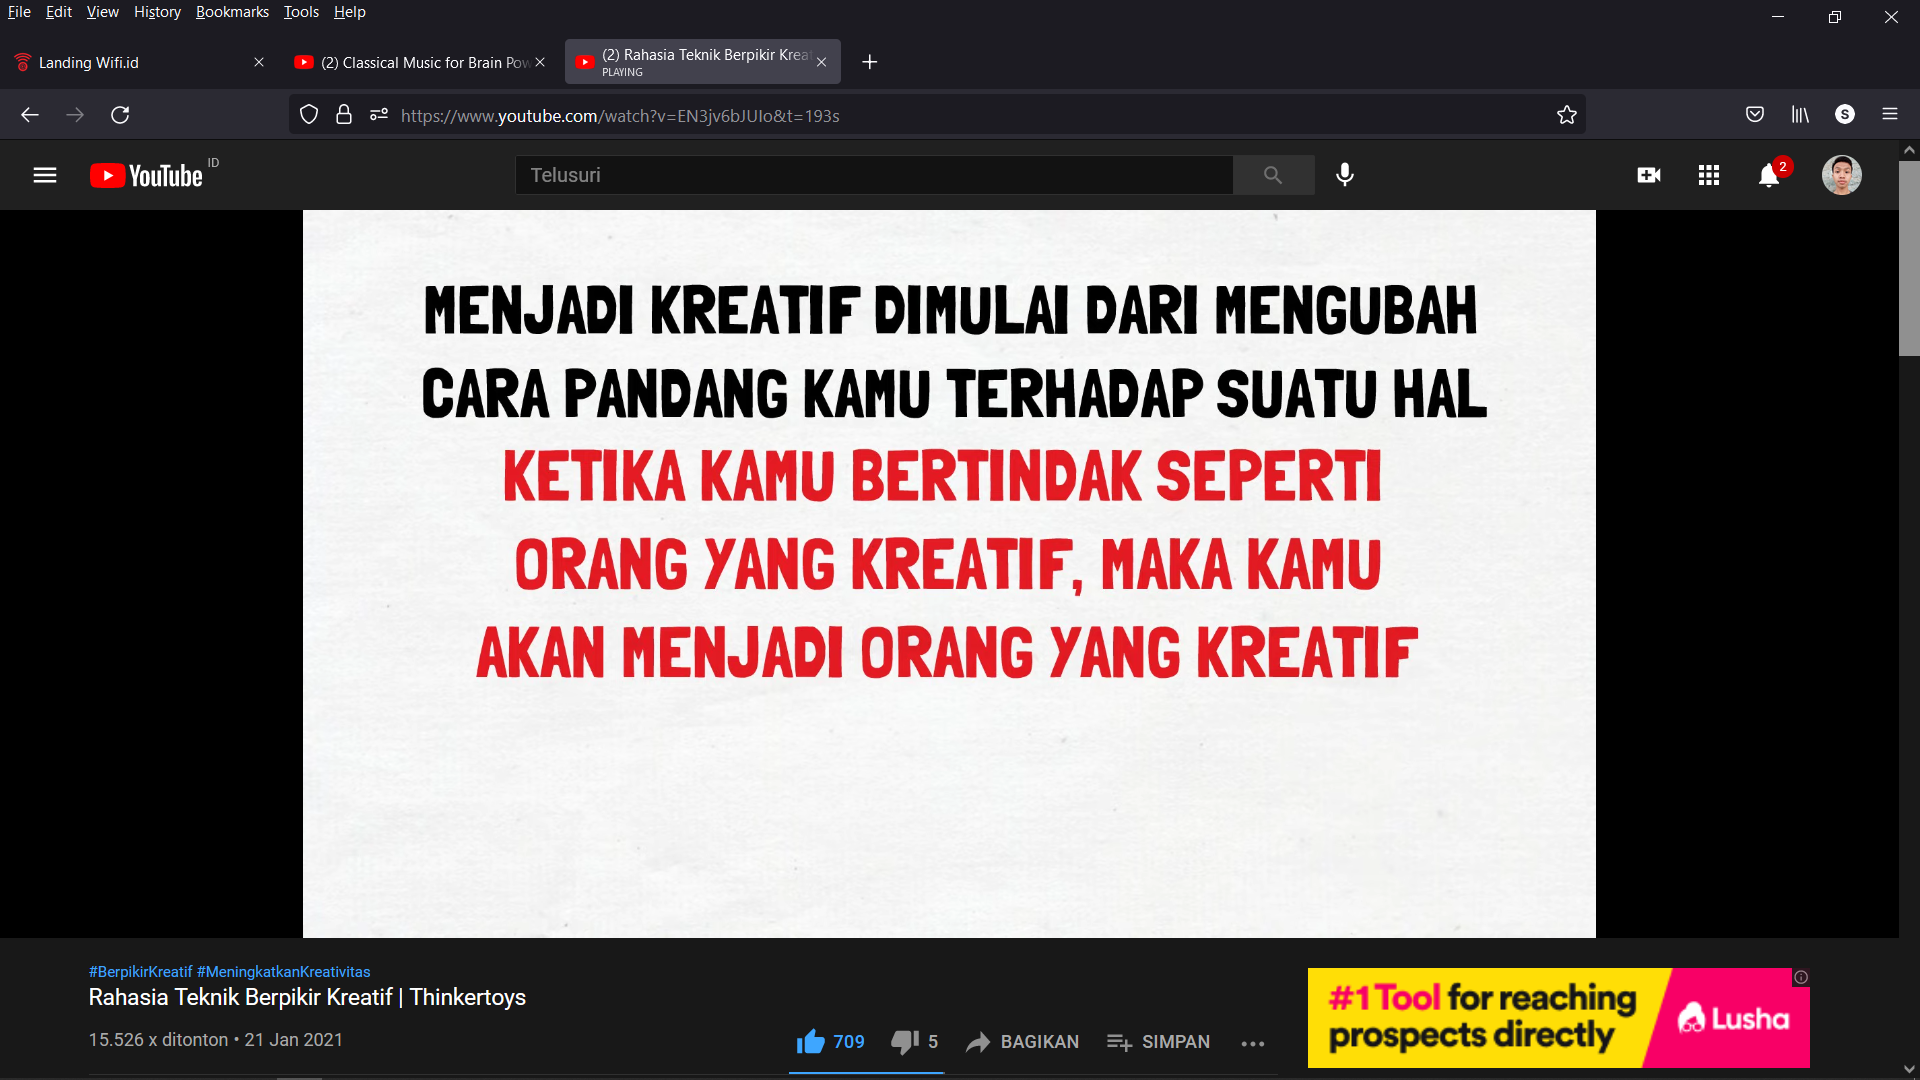 File Edit View History Bookmarks Tools Help
Landing Wifi.id
(2) Classical Music for Brain Pow
(2) Rahasia Teknik Berpikir Kreat
PLAYING
https://www.youtube.com/watch?v=EN3jv6bJUIo&t=193s
S
YouTube ID
Telusuri
2
MENJADI KREATIF DIMULAI DARI MENGUBAH
CARA PANDANG KAMU TERHADAP SUATU HAL
KETIKA KAMU BERTINDAK SEPERTI
ORANG YANG KREATIF, MAKA KAMU
AKAN MENJADI ORANG YANG KREATIF
#BerpikirKreatif #MeningkatkanKreativitas
Rahasia Teknik Berpikir Kreatif | Thinkertoys
15.526 x ditonton • 21 Jan 2021
709 5 BAGIKAN SIMPAN
#1 Tool for reaching
prospects directly
Lusha